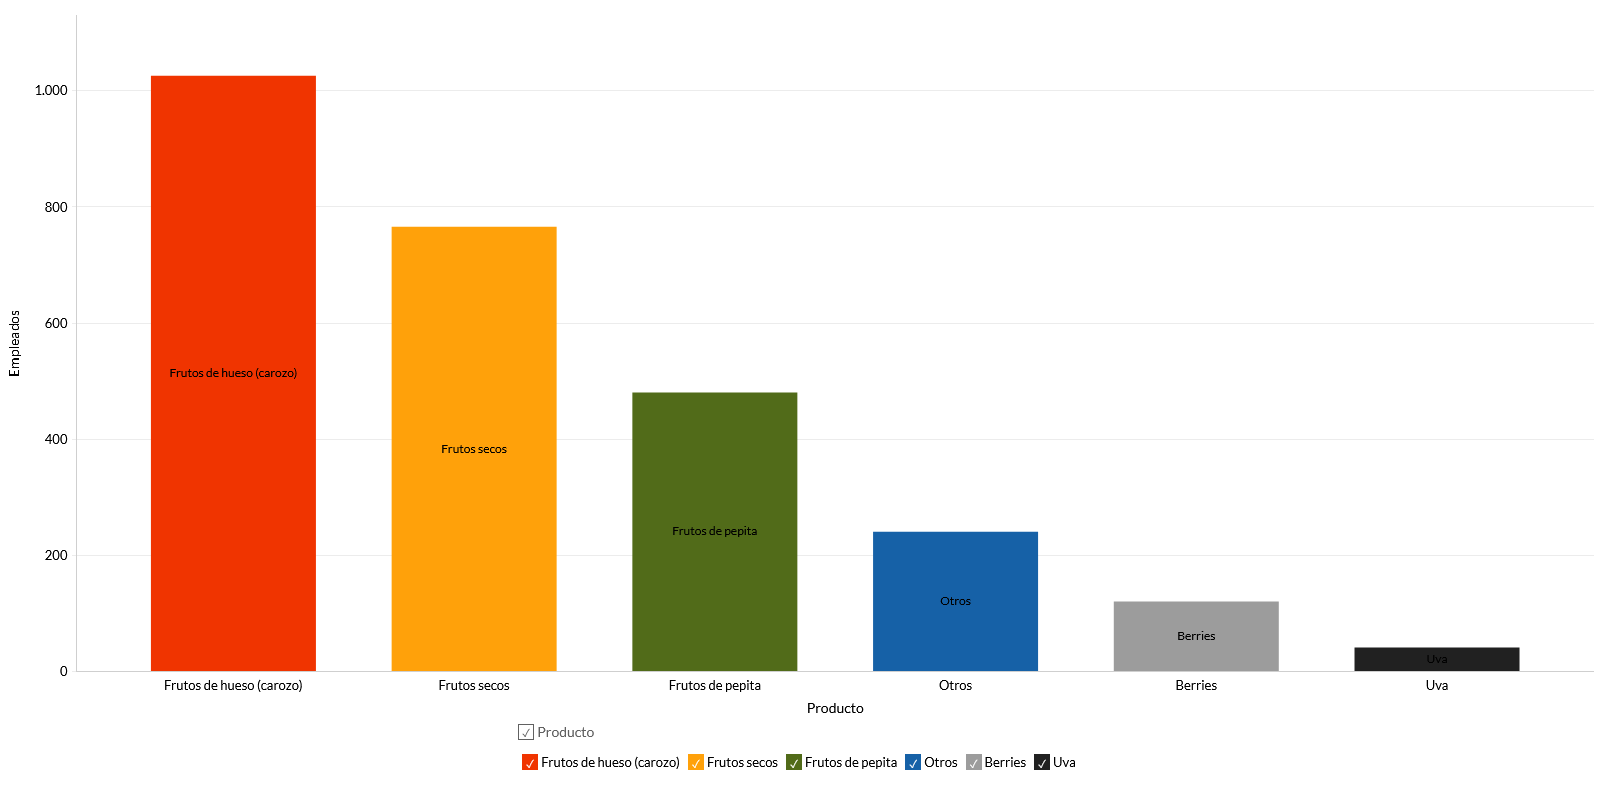 1.000
800
600
400
200
0
Empleados
Frutos de hueso (carozo)
Frutos secos
Frutos de pepita
Otros
Berries
Uva
Frutos de hueso (carozo) Frutos secos Frutos de pepita Otros Berries Uva
Producto
Producto
Frutos de hueso (carozo) Frutos secos Frutos de pepita Otros Berries Uva